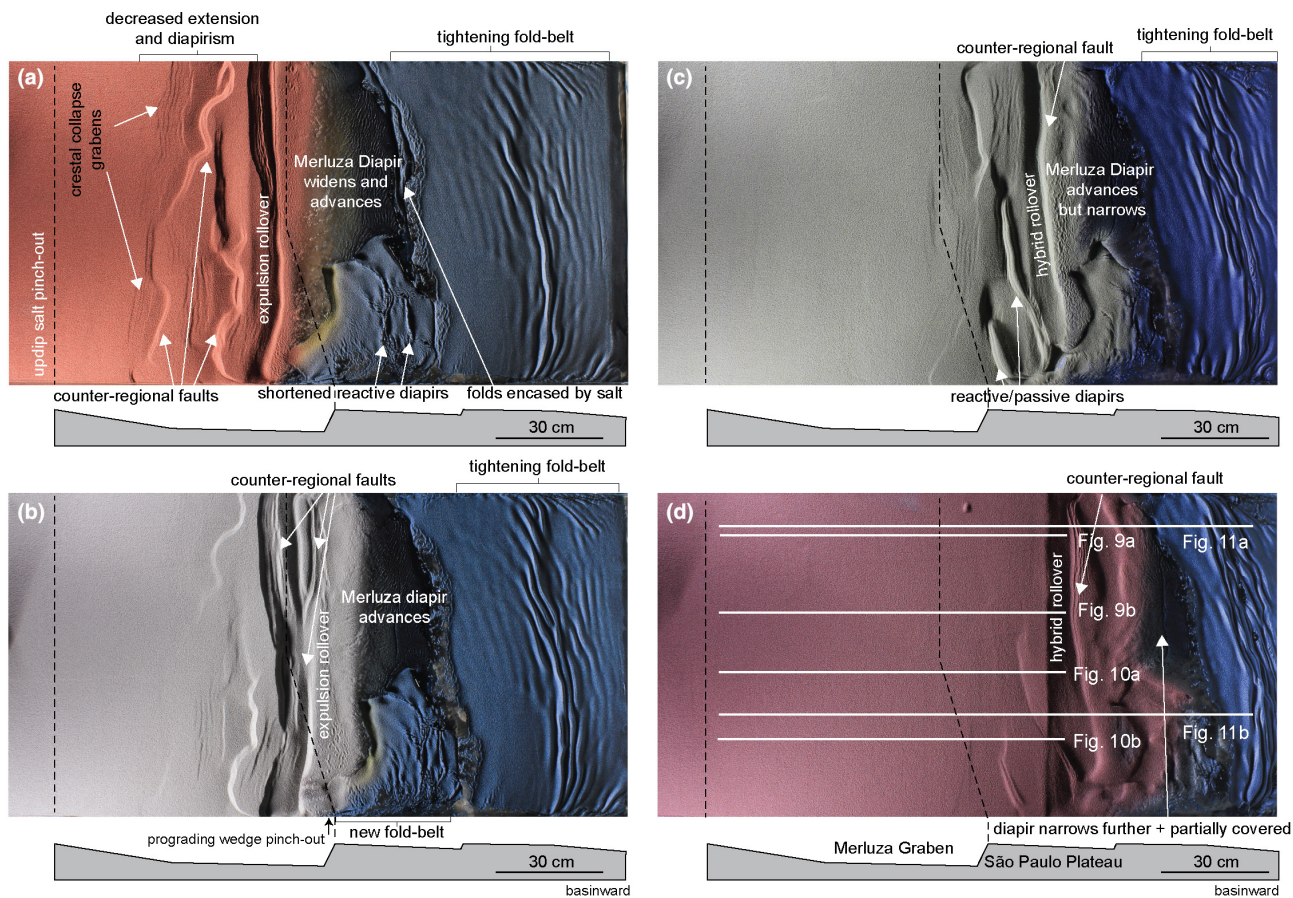 decreased extension
and diapirism
tightening fold-belt
(a)
crestal collapse
grabens
Merluza Diapir
widens and
advances
expulsion rollover
updip salt pinch-out
counter-regional faults
shortened reactive diapirs
folds encased by salt
30 cm
counter-regional fault
tightening fold-belt
(c)
Merluza Diapir
advances
but narrows
hybrid rollover
reactive/passive diapirs
30 cm
counter-regional faults
tightening fold-belt
(b)
Merluza diapir
advances
expulsion rollover
prograding wedge pinch-out
new fold-belt
30 cm
basinward
counter-regional fault
(d)
Fig. 9a
Fig. 11a
hybrid rollover
Fig. 9b
Fig. 10a
Fig. 11b
Fig. 10b
diapir narrows further + partially covered
Merluza Graben
São Paulo Plateau
30 cm
basinward